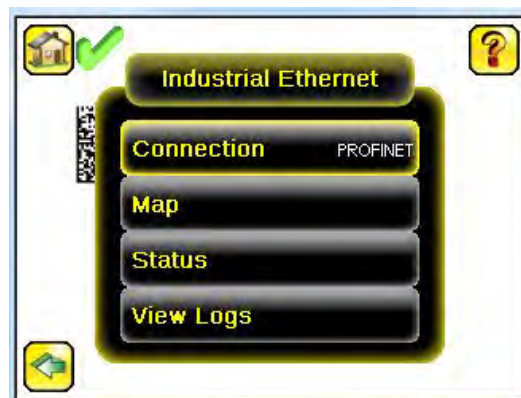 ?
Industrial Ethernet
Connection PROFINET
Map
Status
View Logs